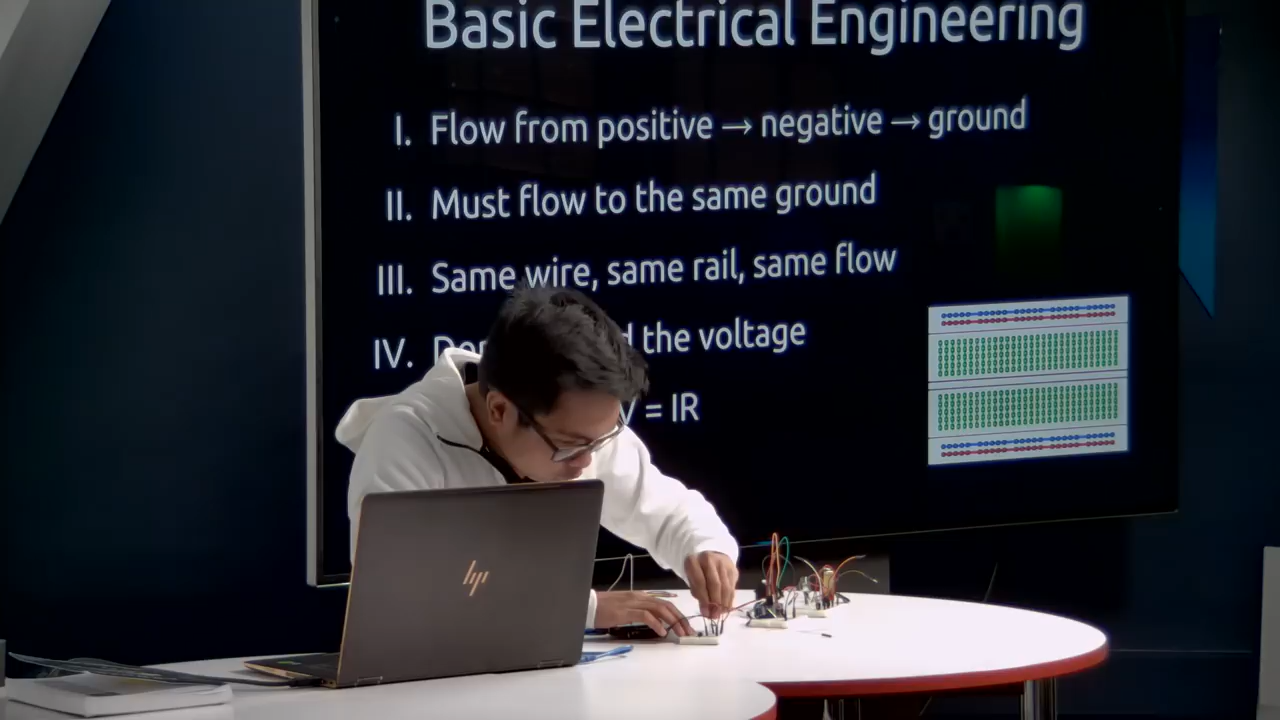 Basic Electrical Engineering
I. Flow from positive → negative → ground
II. Must flow to the same ground
III. Same wire, same rail, same flow
IV. the voltage
V = IR
hp